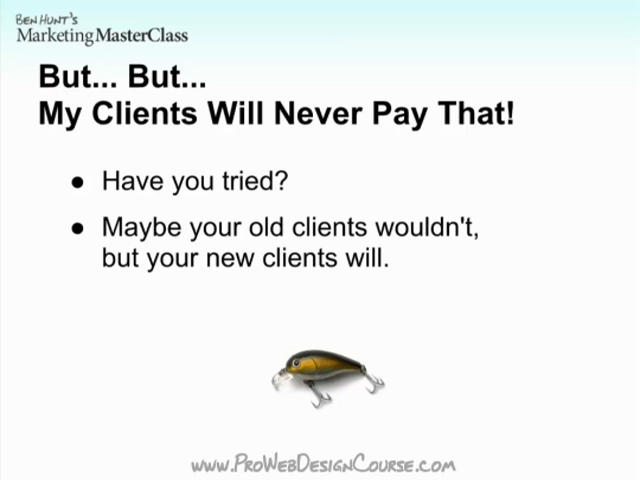 BEN HUNT'S
Marketing MasterClass
But... But...
My Clients Will Never Pay That!
● Have you tried?
● Maybe your old clients wouldn't,
but your new clients will.
www.ProWebDesignCourse.com